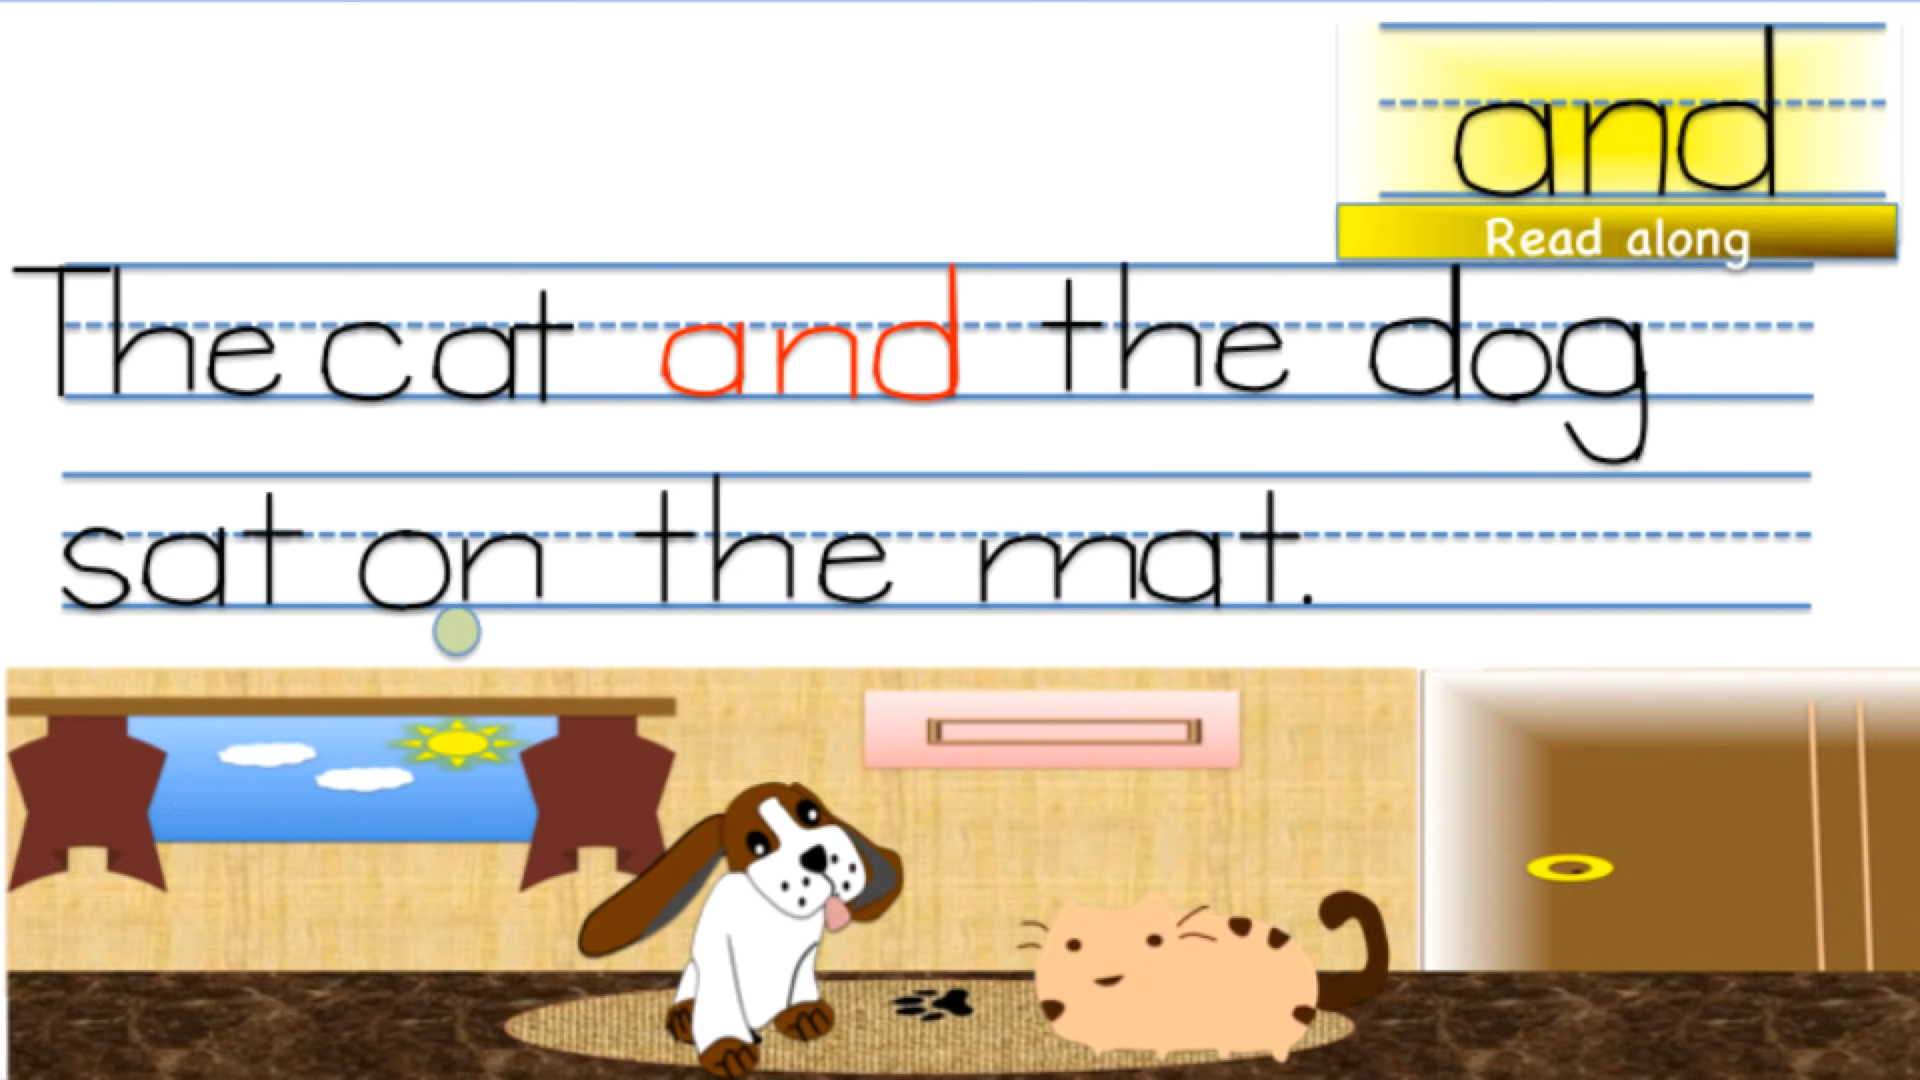 and
Read along
The cat and the dog
sat on the mat.